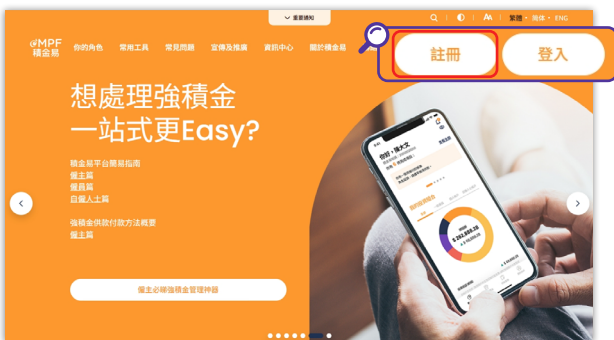 重要通知
繁體 · 简体 · ENG
eMPF
積金易
你的角色 常用工具 常見問題 宣傳及推廣 資訊中心 關於積金易
註冊 登入
想處理強積金
一站式更Easy?
積金易平台簡易指南
僱主篇
僱員篇
自僱人士篇
強積金供款付款方法概要
僱主篇
僱主必睇強積金管理神器
你好，陳大文